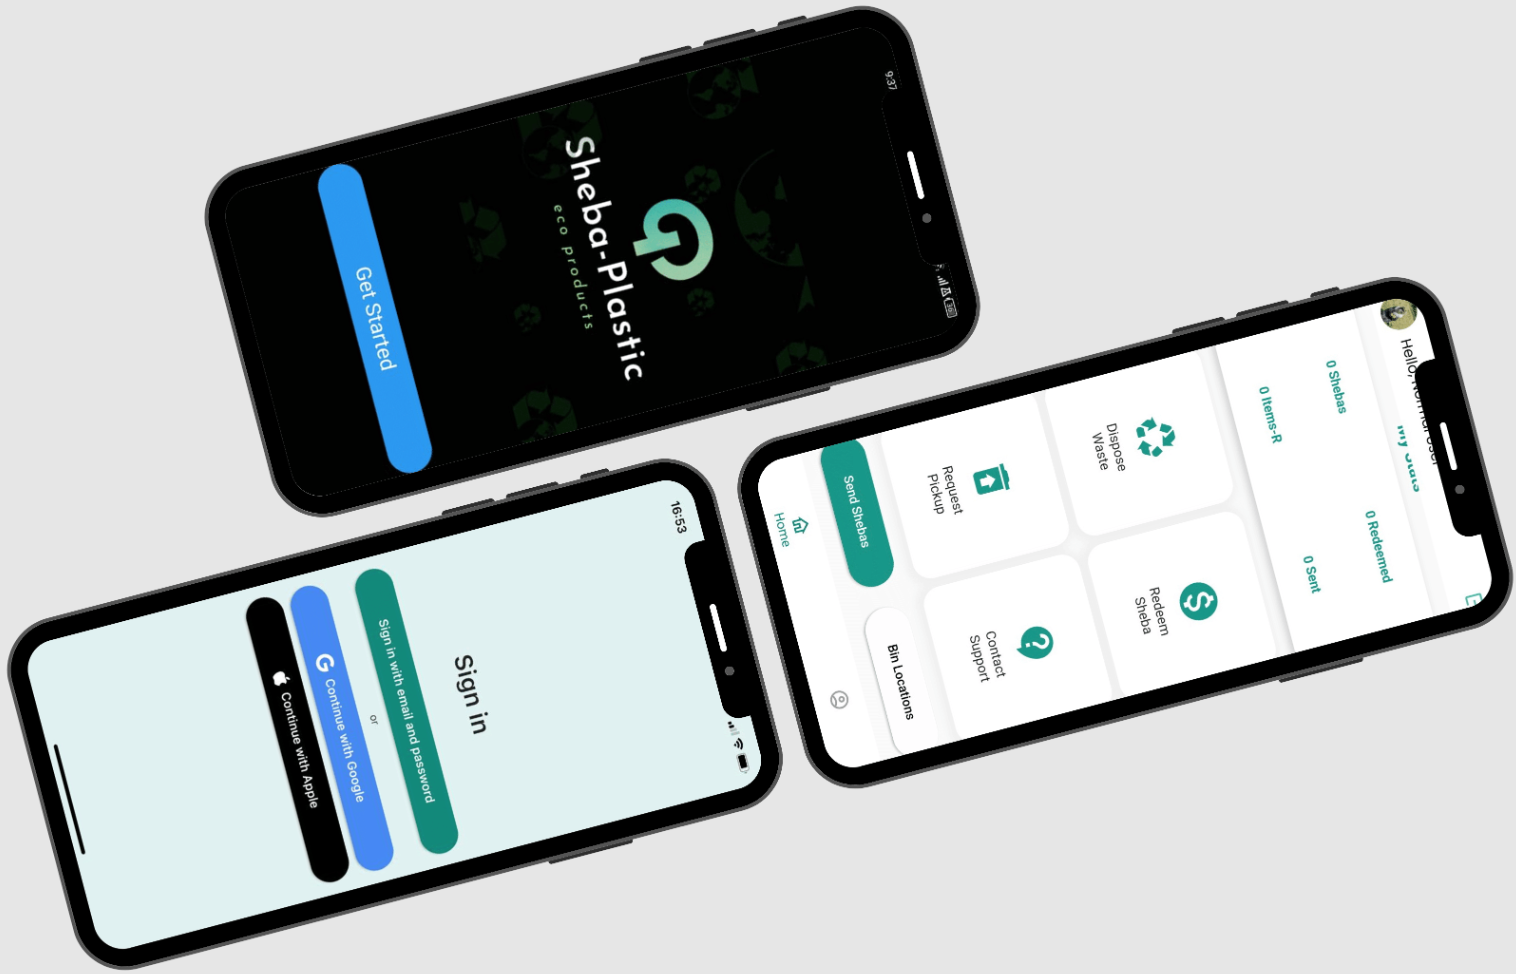 9:37
36
Sheba-Plastic
eco products
Get Started
16:53
Sign in
Sign in with email and password
or
G Continue with Google
Continue with Apple
Hello,
My Stats
0 Shebas
0 Redeemed
0 Items-R
0 Sent
Dispose
Waste
Redeem
Sheba
Request
Pickup
Contact
Support
Send Shebas
Bin Locations
Home